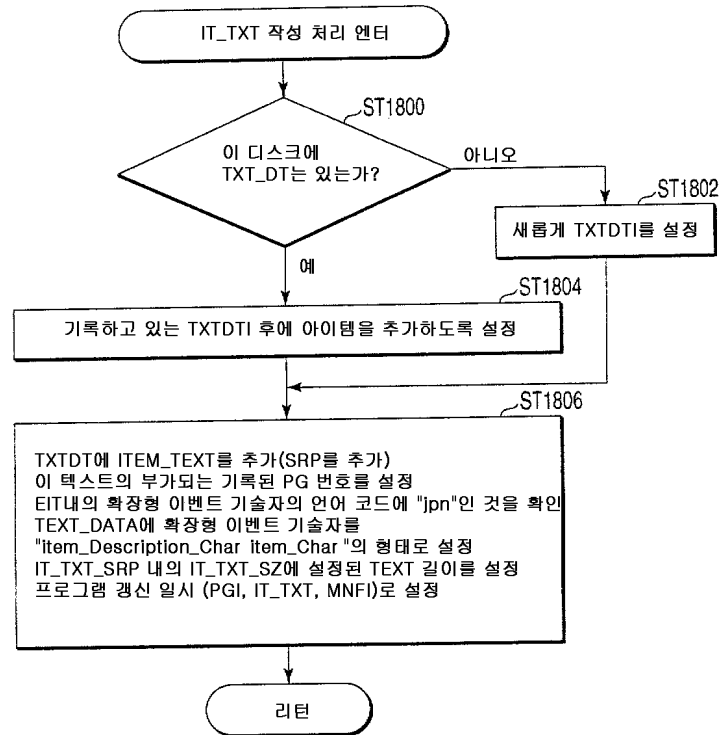 IT_TXT 작성 처리 엔터
ST1800
이 디스크에
TXT_DT는 있는가?
아니오
ST1802
새롭게 TXTDTI를 설정
예
ST1804
기록하고 있는 TXTDTI 후에 아이템을 추가하도록 설정
ST1806
TXTDT에 ITEM_TEXT를 추가(SRP를 추가)
이 텍스트의 부가되는 기록된 PG 번호를 설정
EIT내의 확장형 이벤트 기술자의 언어 코드에 "jpn"인 것을 확인
TEXT_DATA에 확장형 이벤트 기술자를
"item_Description_Char item_Char "의 형태로 설정
IT_TXT_SRP 내의 IT_TXT_SZ에 설정된 TEXT 길이를 설정
프로그램 갱신 일시 (PGI, IT_TXT, MNFI)로 설정
리턴